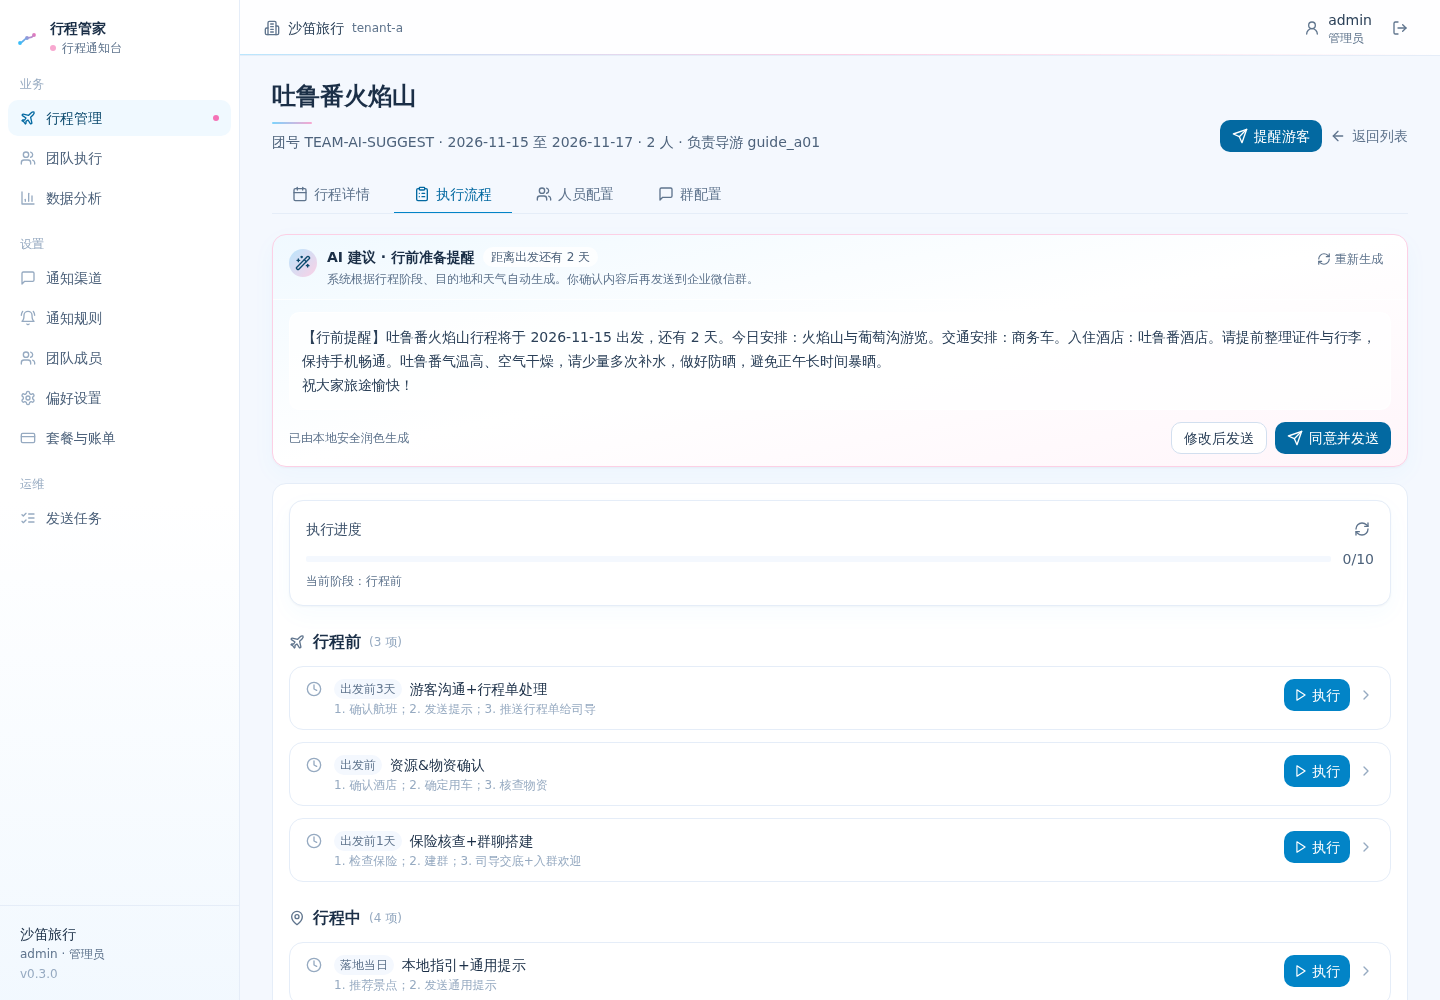 行程管家
行程通知台
业务
行程管理
团队执行
数据分析
设置
通知渠道
通知规则
团队成员
偏好设置
套餐与账单
运维
发送任务
沙笛旅行
admin · 管理员
v0.3.0
沙笛旅行 tenant-a
admin
管理员
吐鲁番火焰山
团号 TEAM-AI-SUGGEST · 2026-11-15 至 2026-11-17 · 2 人 · 负责导游 guide_a01
提醒游客 返回列表
行程详情 执行流程 人员配置 群配置
AI 建议 · 行前准备提醒 距离出发还有 2 天
系统根据行程阶段、目的地和天气自动生成。你确认内容后再发送到企业微信群。
重新生成
【行前提醒】吐鲁番火焰山行程将于 2026-11-15 出发，还有 2 天。今日安排：火焰山与葡萄沟游览。交通安排：商务车。入住酒店：吐鲁番酒店。请提前整理证件与行李，
保持手机畅通。吐鲁番气温高、空气干燥，请少量多次补水，做好防晒，避免正午长时间暴晒。
祝大家旅途愉快！
已由本地安全润色生成
修改后发送 同意并发送
执行进度
0/10
当前阶段：行程前
行程前 (3 项)
出发前3天 游客沟通+行程单处理
1. 确认航班；2. 发送提示；3. 推送行程单给司导
执行
出发前 资源&物资确认
1. 确认酒店；2. 确定用车；3. 核查物资
执行
出发前1天 保险核查+群聊搭建
1. 检查保险；2. 建群；3. 司导交底+入群欢迎
执行
行程中 (4 项)
落地当日 本地指引+通用提示
1. 推荐景点；2. 发送通用提示
执行